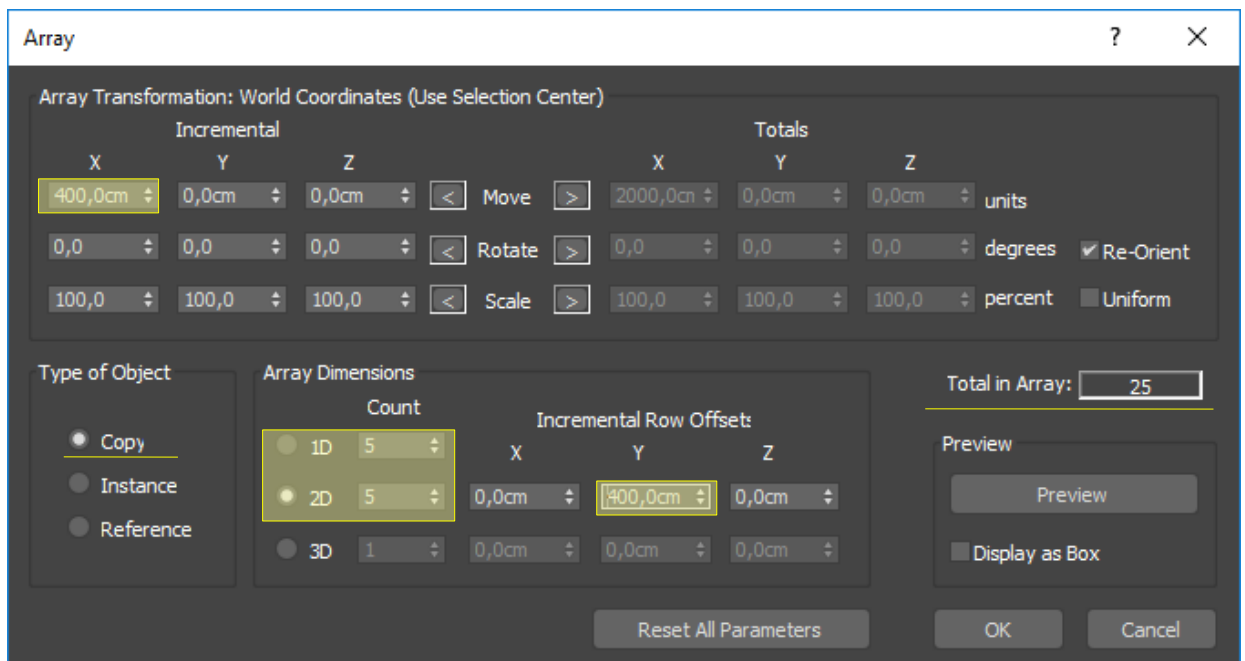 Array ? ×
Array Transformation: World Coordinates (Use Selection Center)
Incremental Totals
X Y Z X Y Z
400,0cm 0,0cm 0,0cm < Move > 2000,0cm 0,0cm 0,0cm units
0,0 0,0 0,0 < Rotate > 0,0 0,0 0,0 degrees Re-Orient
100,0 100,0 100,0 < Scale > 100,0 100,0 100,0 percent Uniform
Type of Object Array Dimensions Total in Array: 25
Count Incremental Row Offsets
Copy 1D 5 X Y Z Preview
Instance 2D 5 0,0cm 400,0cm 0,0cm Preview
Reference 3D 1 0,0cm 0,0cm 0,0cm Display as Box
Reset All Parameters OK Cancel